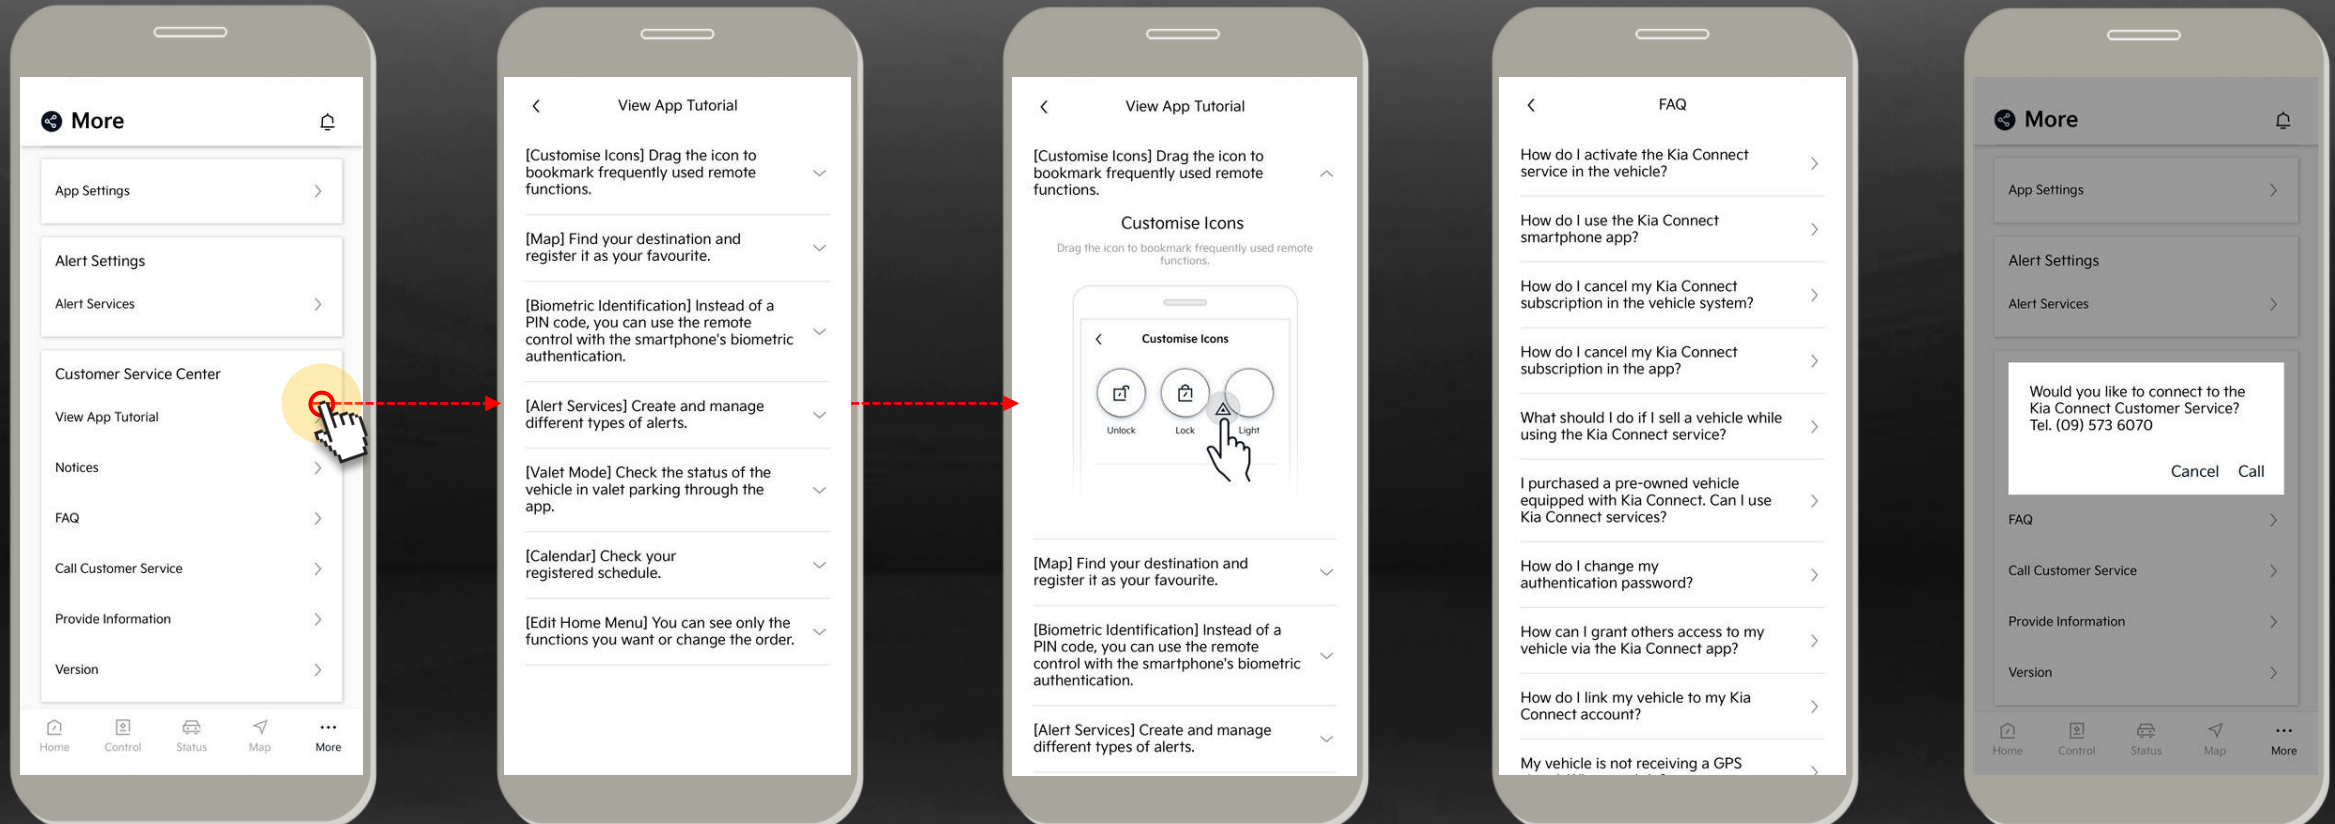 More
App Settings
Alert Settings
Alert Services
Customer Service Center
View App Tutorial
Notices
FAQ
Call Customer Service
Provide Information
Version
Home
Control
Status
Map
More
View App Tutorial
[Customise Icons] Drag the icon to
bookmark frequently used remote
functions.
[Map] Find your destination and
register it as your favourite.
[Biometric Identification] Instead of a
PIN code, you can use the remote
control with the smartphone's biometric
authentication.
[Alert Services] Create and manage
different types of alerts.
[Valet Mode] Check the status of the
vehicle in valet parking through the
app.
[Calendar] Check your
registered schedule.
[Edit Home Menu] You can see only the
functions you want or change the order.
View App Tutorial
[Customise Icons] Drag the icon to
bookmark frequently used remote
functions.
Customise Icons
Drag the icon to bookmark frequently used remote
functions.
Customise Icons
Unlock
Lock
Light
[Map] Find your destination and
register it as your favourite.
[Biometric Identification] Instead of a
PIN code, you can use the remote
control with the smartphone's biometric
authentication.
[Alert Services] Create and manage
different types of alerts.
FAQ
How do I activate the Kia Connect
service in the vehicle?
How do I use the Kia Connect
smartphone app?
How do I cancel my Kia Connect
subscription in the vehicle system?
How do I cancel my Kia Connect
subscription in the app?
What should I do if I sell a vehicle while
using the Kia Connect service?
I purchased a pre-owned vehicle
equipped with Kia Connect. Can I use
Kia Connect services?
How do I change my
authentication password?
How can I grant others access to my
vehicle via the Kia Connect app?
How do I link my vehicle to my Kia
Connect account?
My vehicle is not receiving a GPS
More
App Settings
Alert Settings
Alert Services
Would you like to connect to the
Kia Connect Customer Service?
Tel. (09) 573 6070
Cancel
Call
FAQ
Call Customer Service
Provide Information
Version
Home
Control
Status
Map
More